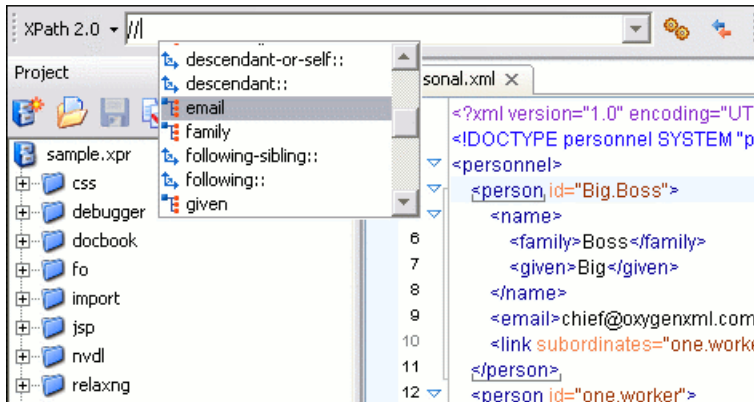 XPath 2.0 //
descendant-or-self::
descendant::
email
family
following-sibling::
following::
given
Project
sample.xpr
css
debugger
docbook
fo
import
jsp
nvdl
relaxng
sonal.xml
<?xml version="1.0" encoding="UT
<!DOCTYPE personnel SYSTEM "p
<personnel>
<person id="Big.Boss">
<name>
6 <family>Boss</family>
7 <given>Big</given>
8 </name>
9 <email>chief@oxygenxml.com
10 <link subordinates="one.worke
11 </person>
12 <person id="one.worker">